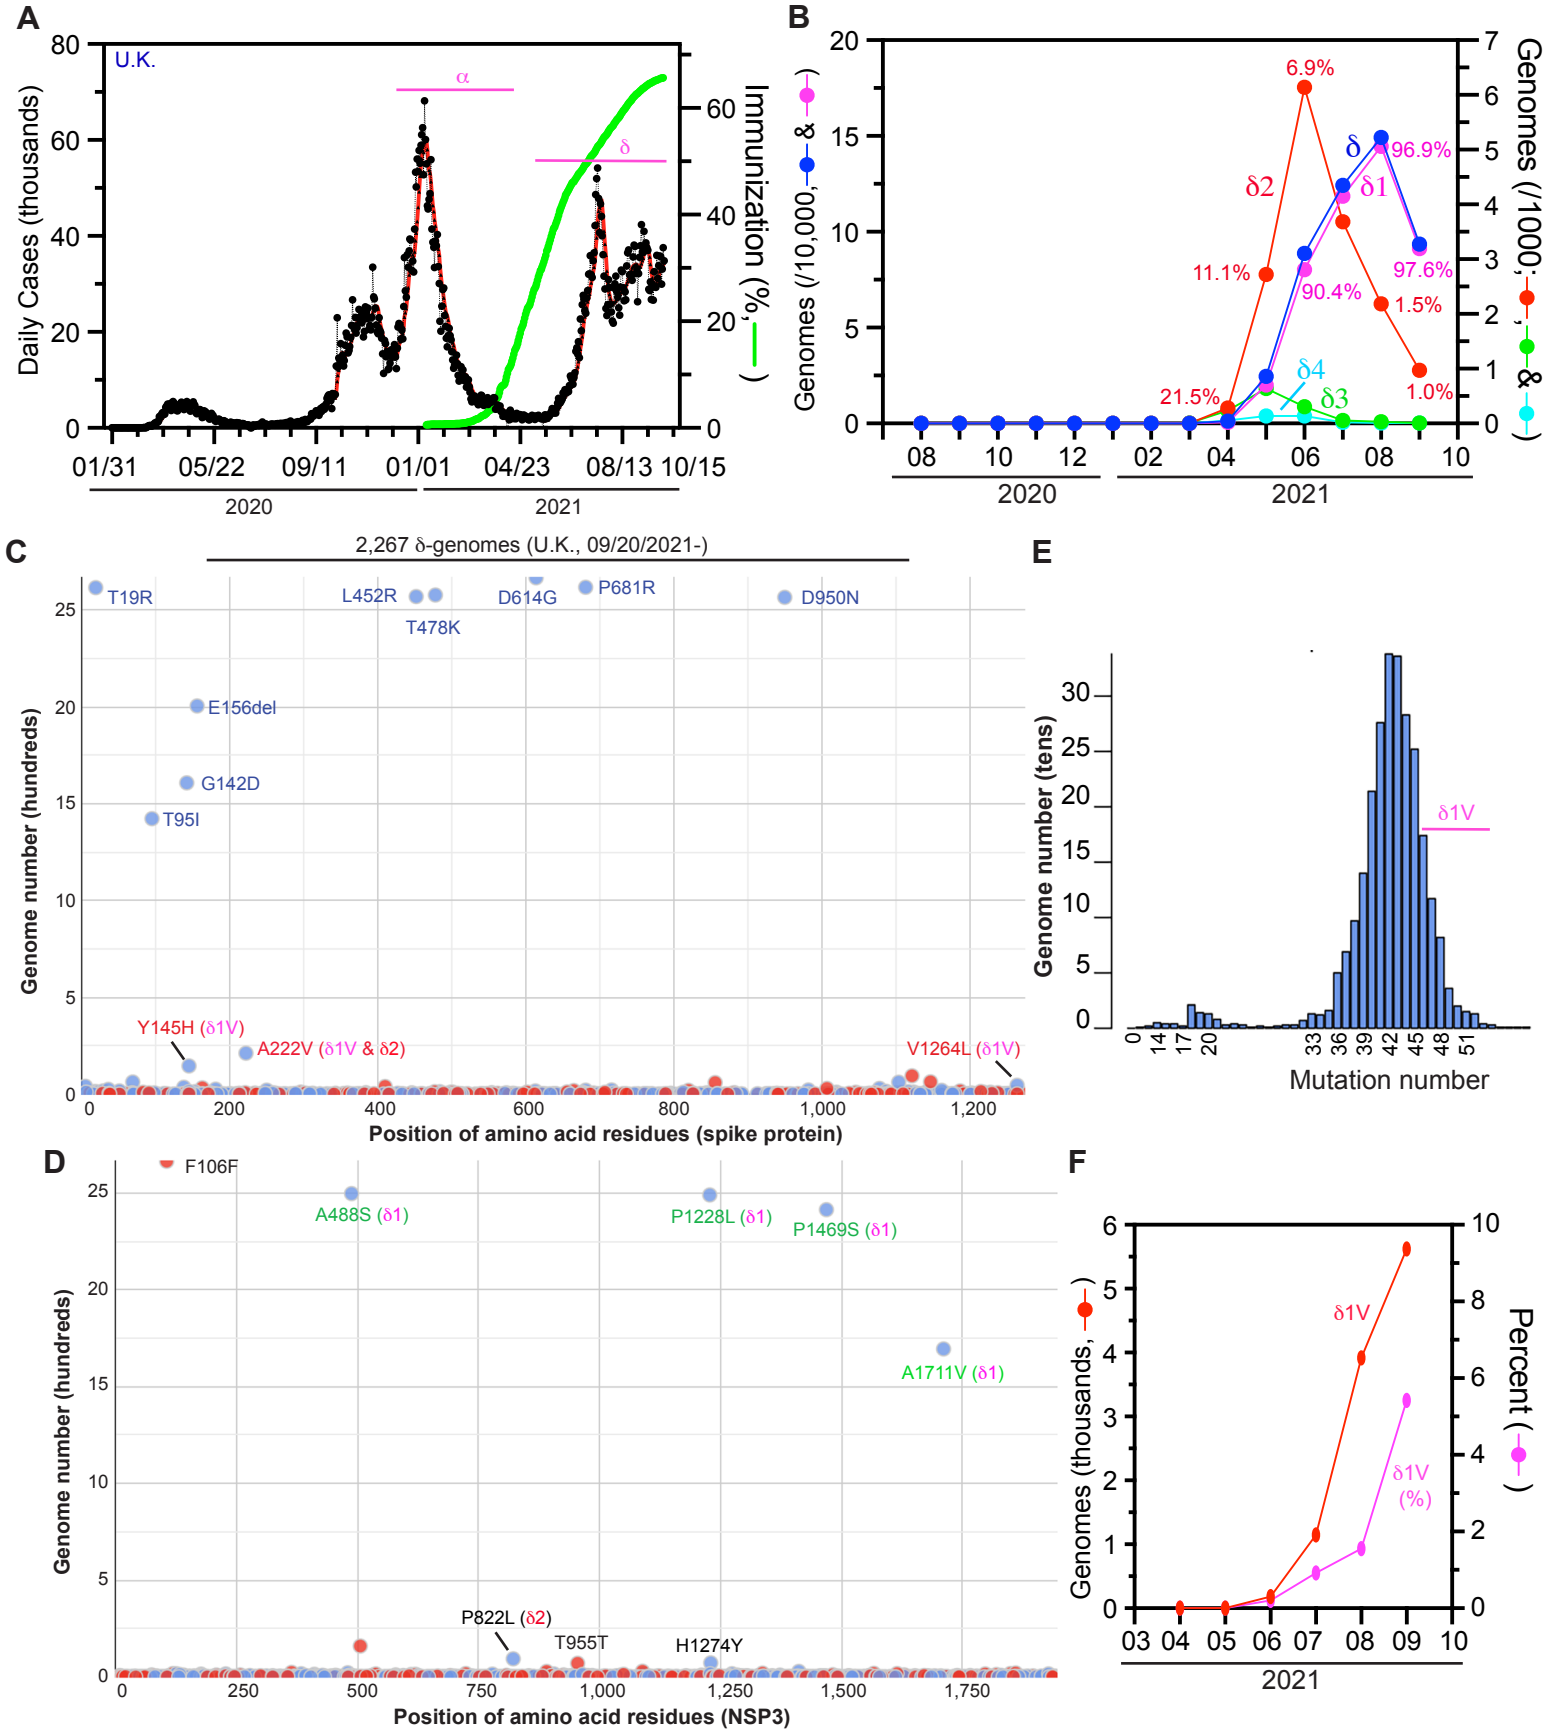 A
U.K.
α
δ
80
60
40
20
0
60
40
20
0
Daily Cases (thousands)
Immunization (%, )
01/31 05/22 09/11 01/01 04/23 08/13 10/15
2020 2021
B
20
15
10
5
0
7
6
5
4
3
2
1
0
Genomes (/10,000, & )
Genomes (/1000; , & )
6.9%
δ
96.9%
δ2
δ1
11.1%
97.6%
90.4%
1.5%
δ4
21.5%
δ3
1.0%
08 10 12 02 04 06 08 10
2020 2021
C
2,267 δ-genomes (U.K., 09/20/2021-)
T19R
L452R
T478K
D614G
P681R
D950N
E156del
G142D
T95I
Y145H (δ1V)
A222V (δ1V & δ2)
V1264L (δ1V)
25
20
15
10
5
0
Genome number (hundreds)
0 200 400 600 800 1,000 1,200
Position of amino acid residues (spike protein)
E
30
25
20
15
10
5
0
Genome number (tens)
δ1V
0 14 17 20 33 36 39 42 45 48 51
Mutation number
D
F106F
A488S (δ1)
P1228L (δ1)
P1469S (δ1)
A1711V (δ1)
P822L (δ2)
T955T
H1274Y
25
20
15
10
5
0
Genome number (hundreds)
0 250 500 750 1,000 1,250 1,500 1,750
Position of amino acid residues (NSP3)
F
6
5
4
3
2
1
0
10
8
6
4
2
0
Genomes (thousands, )
Percent ( )
δ1V
δ1V
(%)
03 04 05 06 07 08 09 10
2021